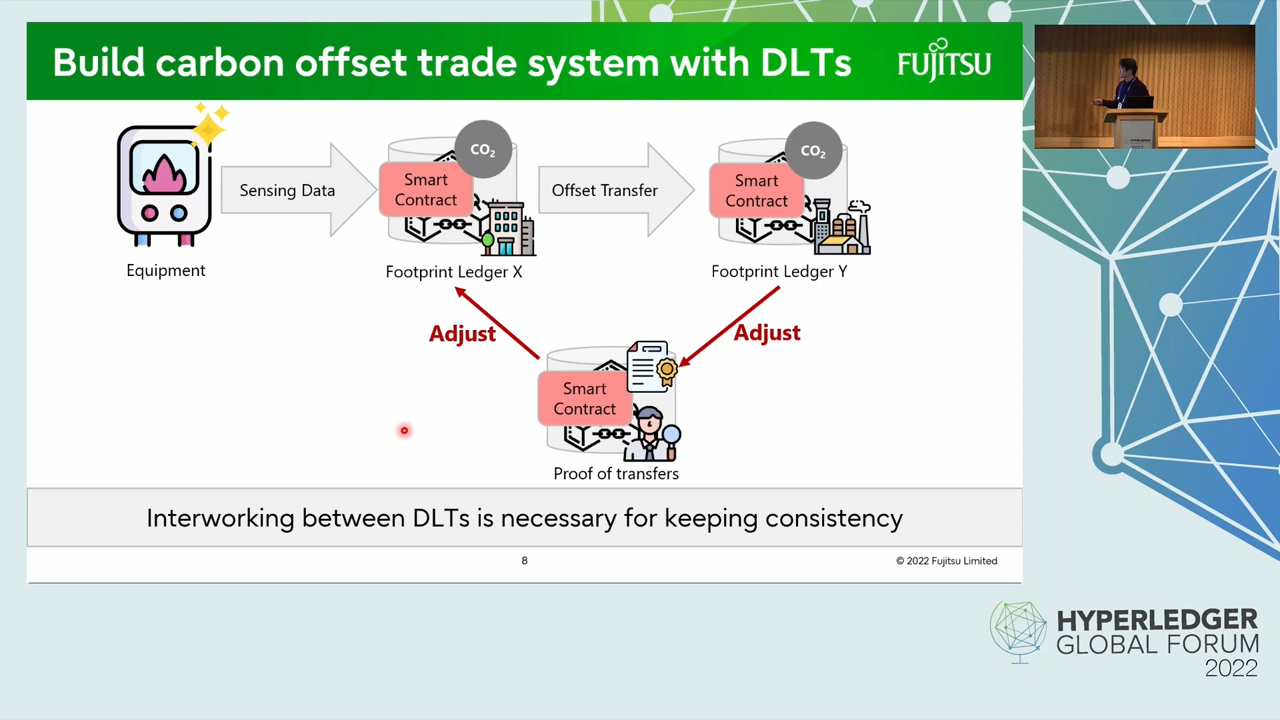 Build carbon offset trade system with DLTs
FUJITSU
Sensing Data
Smart
Contract
CO₂
Offset Transfer
Smart
Contract
CO₂
Equipment
Footprint Ledger X
Footprint Ledger Y
Adjust
Adjust
Smart
Contract
Proof of transfers
Interworking between DLTs is necessary for keeping consistency
8
© 2022 Fujitsu Limited
HYPERLEDGER
GLOBAL FORUM
2022